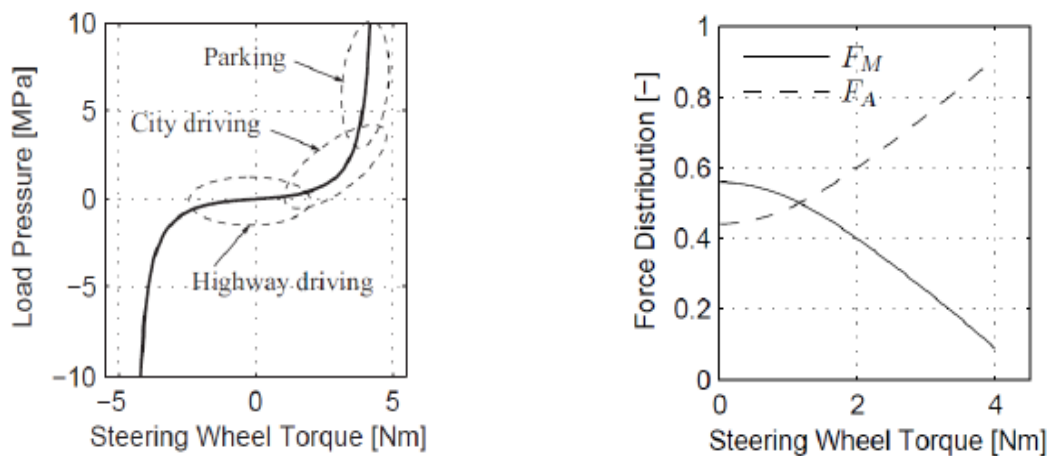 10
5
0
−5
−10
Load Pressure [MPa]
Parking
City driving
Highway driving
−5
0
5
Steering Wheel Torque [Nm]
1
0.8
0.6
0.4
0.2
0
Force Distribution [−]
F_M
F_A
0
2
4
Steering Wheel Torque [Nm]